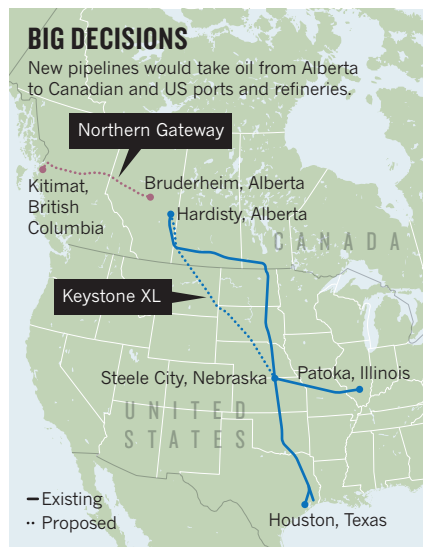 BIG DECISIONS
New pipelines would take oil from Alberta
to Canadian and US ports and refineries.
Northern Gateway
Kitimat,
British
Columbia
Bruderheim, Alberta
Hardisty, Alberta
CANADA
Keystone XL
Steele City, Nebraska
Patoka, Illinois
UNITED
STATES
Existing
Proposed
Houston, Texas